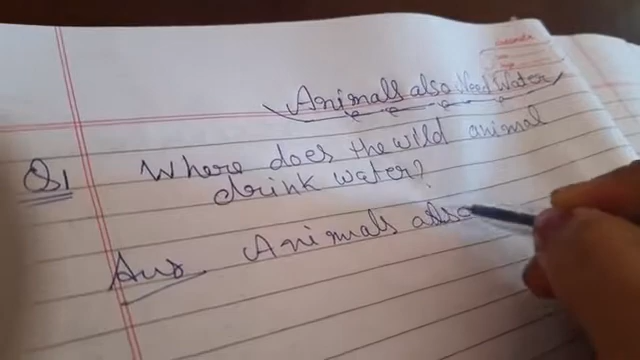 Animals also Need Water
Q1 Where does the wild animal
drink water?
Ans Animals also